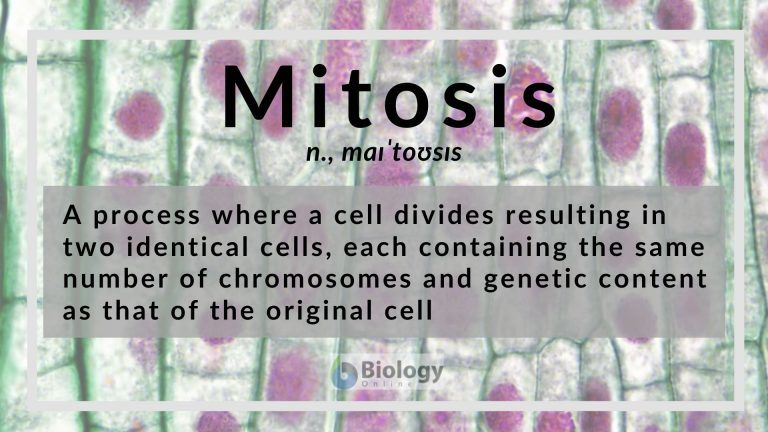 Mitosis
n., maɪˈtoʊsɪs
A process where a cell divides resulting in
two identical cells, each containing the same
number of chromosomes and genetic content
as that of the original cell
Biology
Online